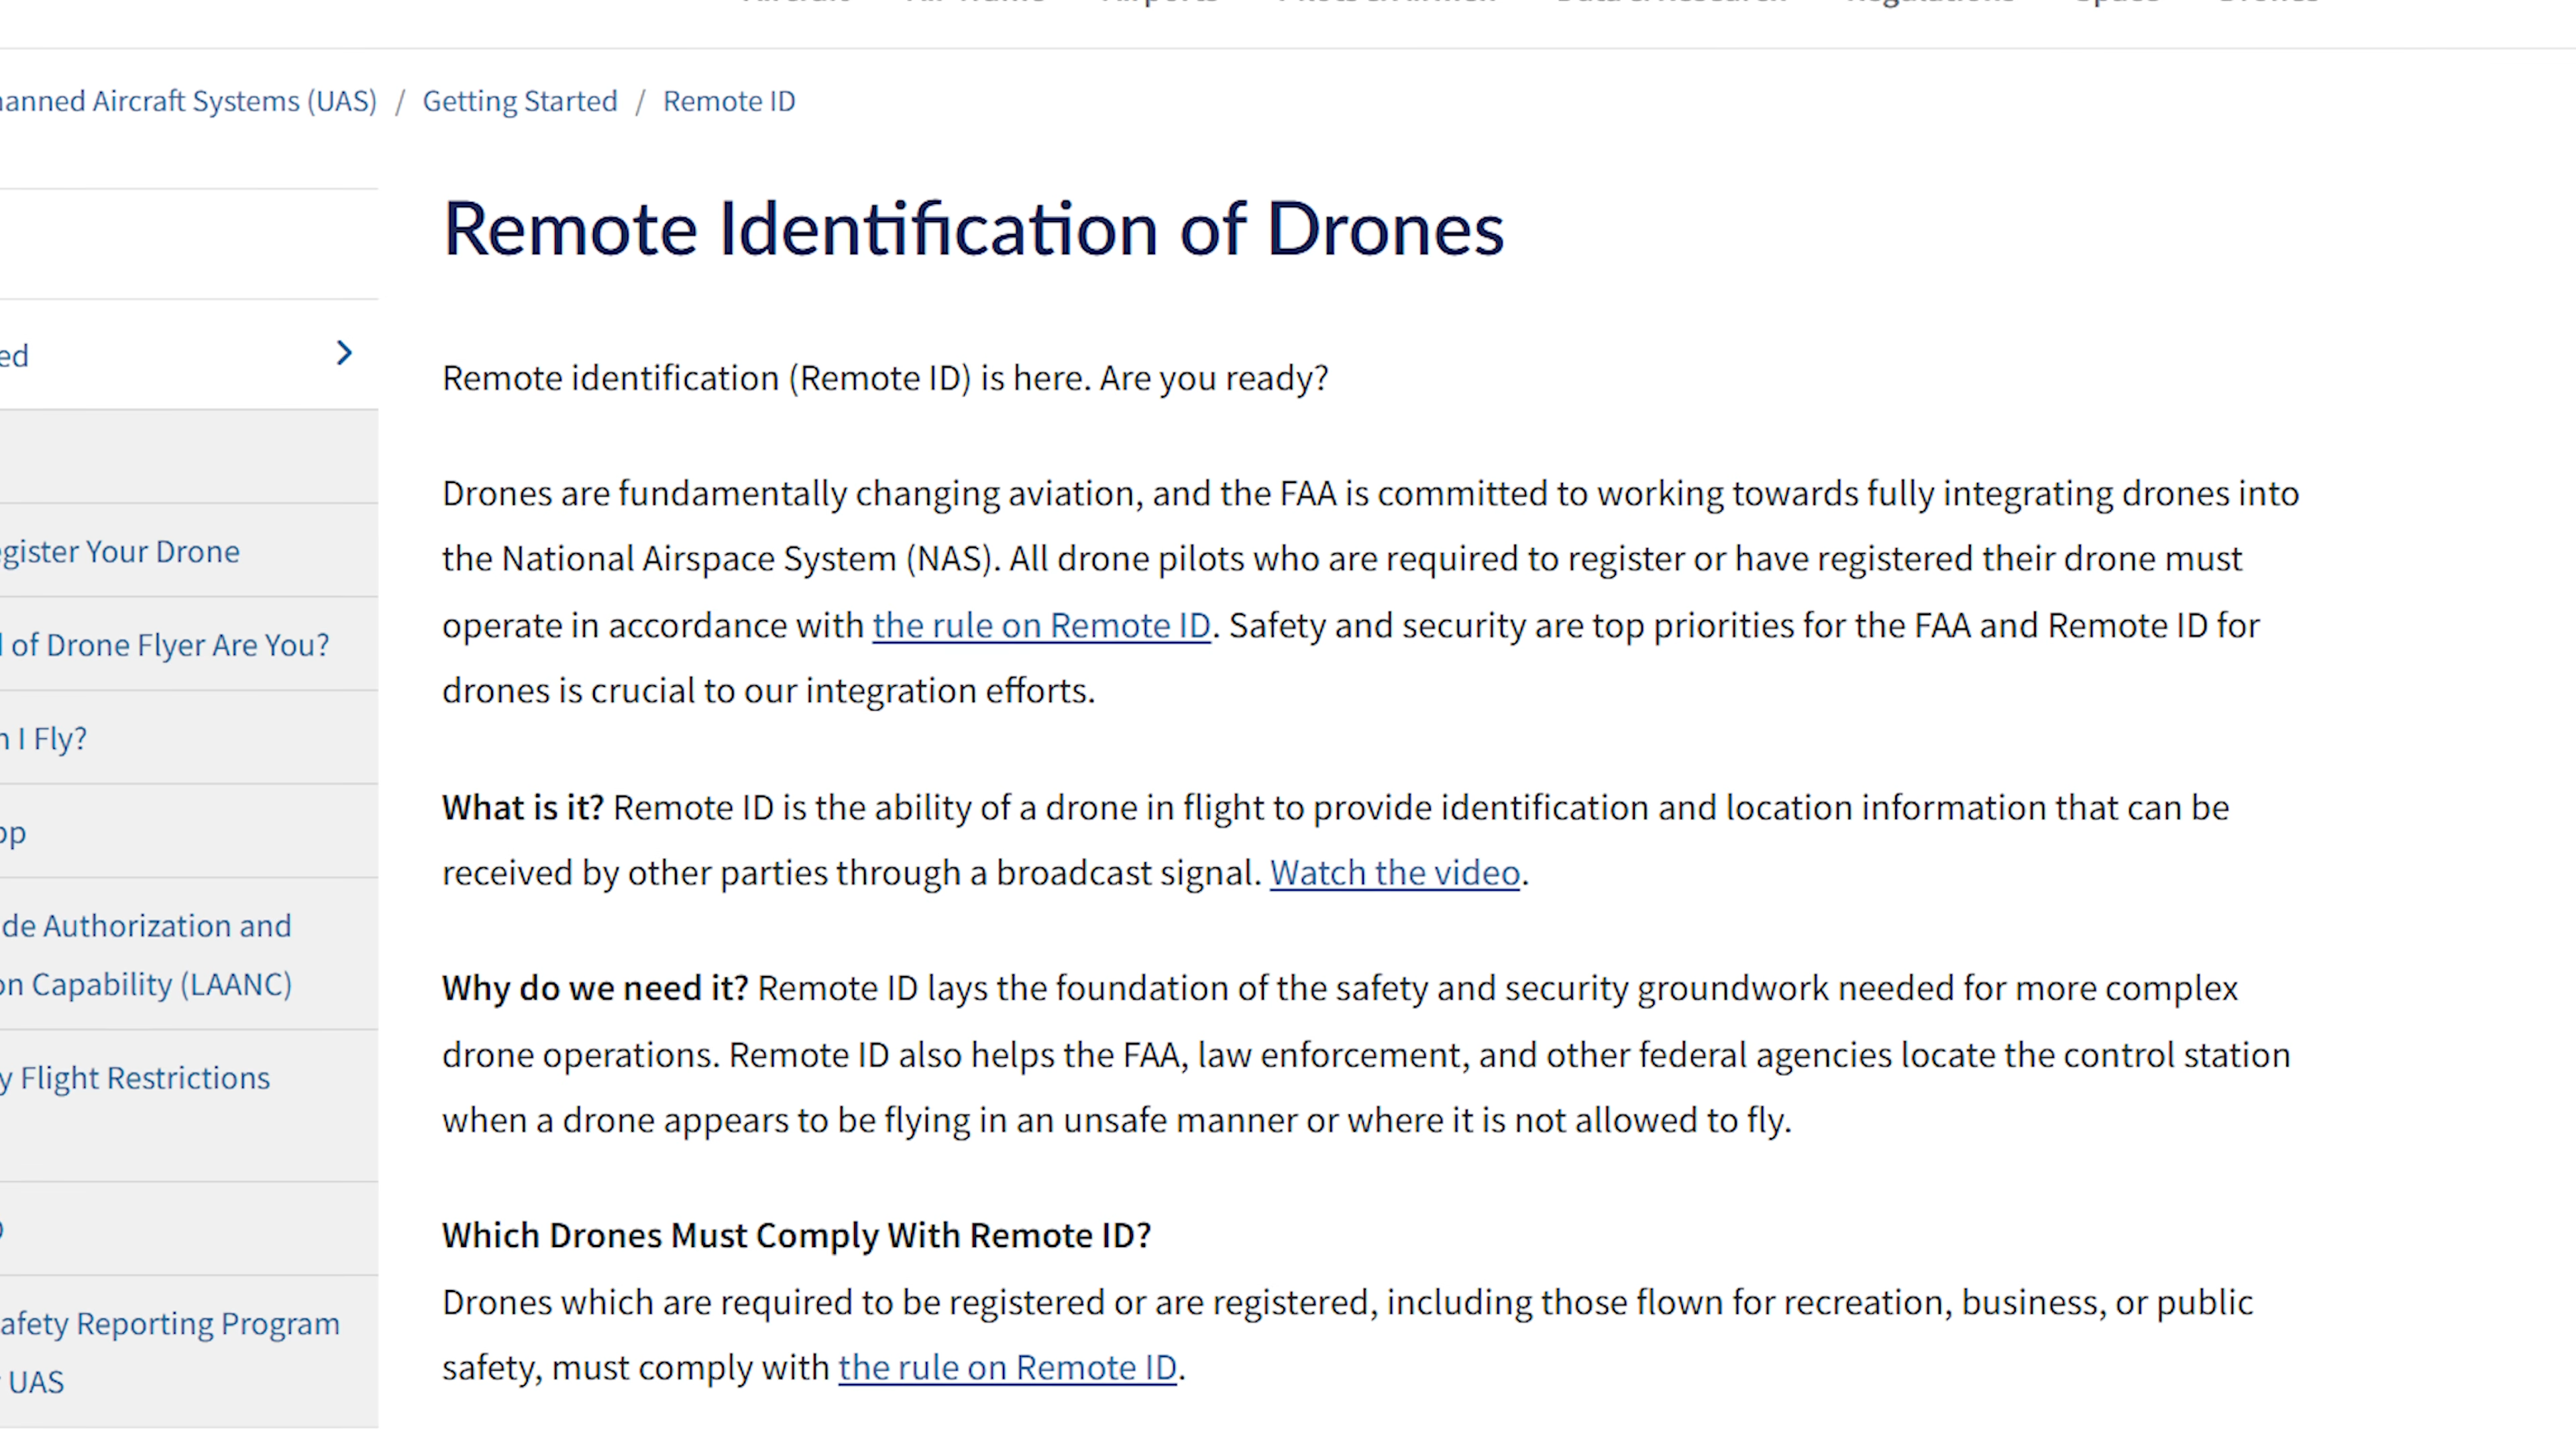 Aircraft Air Traffic Airports Pilots & Airmen Data & Research Regulations Space Drones
Aircraft Systems (UAS) / Getting Started / Remote ID
Remote Identification of Drones
Remote identification (Remote ID) is here. Are you ready?
Drones are fundamentally changing aviation, and the FAA is committed to working towards fully integrating drones into
the National Airspace System (NAS). All drone pilots who are required to register or have registered their drone must
operate in accordance with the rule on Remote ID. Safety and security are top priorities for the FAA and Remote ID for
drones is crucial to our integration efforts.
What is it? Remote ID is the ability of a drone in flight to provide identification and location information that can be
received by other parties through a broadcast signal. Watch the video.
Why do we need it? Remote ID lays the foundation of the safety and security groundwork needed for more complex
drone operations. Remote ID also helps the FAA, law enforcement, and other federal agencies locate the control station
when a drone appears to be flying in an unsafe manner or where it is not allowed to fly.
Which Drones Must Comply With Remote ID?
Drones which are required to be registered or are registered, including those flown for recreation, business, or public
safety, must comply with the rule on Remote ID.
ed
gister Your Drone
of Drone Flyer Are You?
I Fly?
pp
de Authorization and
on Capability (LAANC)
y Flight Restrictions
afety Reporting Program
UAS